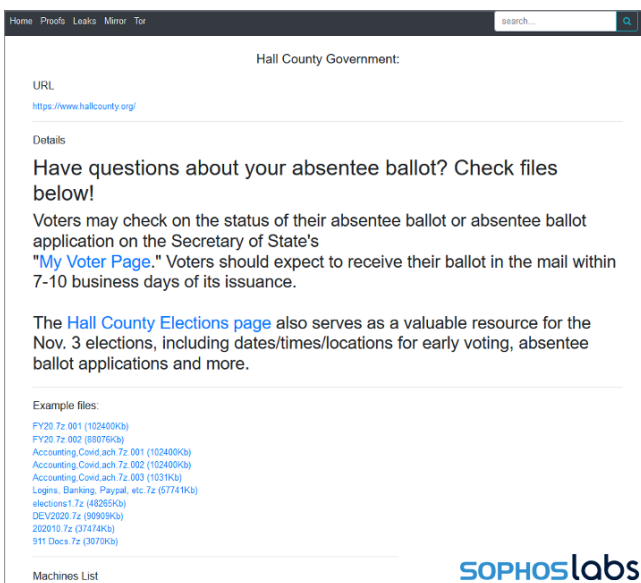 Home Proofs Leaks Mirror Tor search...
Hall County Government:
URL
https://www.hallcounty.org/
Details
Have questions about your absentee ballot? Check files
below!
Voters may check on the status of their absentee ballot or absentee ballot
application on the Secretary of State's
"My Voter Page." Voters should expect to receive their ballot in the mail within
7-10 business days of its issuance.
The Hall County Elections page also serves as a valuable resource for the
Nov. 3 elections, including dates/times/locations for early voting, absentee
ballot applications and more.
Example files:
FY20.7z.001 (102400Kb)
FY20.7z.002 (88076Kb)
Accounting,Covid,ach.7z.001 (102400Kb)
Accounting,Covid,ach.7z.002 (102400Kb)
Accounting,Covid,ach.7z.003 (1031Kb)
Logins, Banking, Paypal, etc.7z (57741Kb)
elections1.7z (48265Kb)
DEV2020.7z (90909Kb)
202010.7z (37474Kb)
911 Docs.7z (3070Kb)
Machines List
SOPHOSlabs